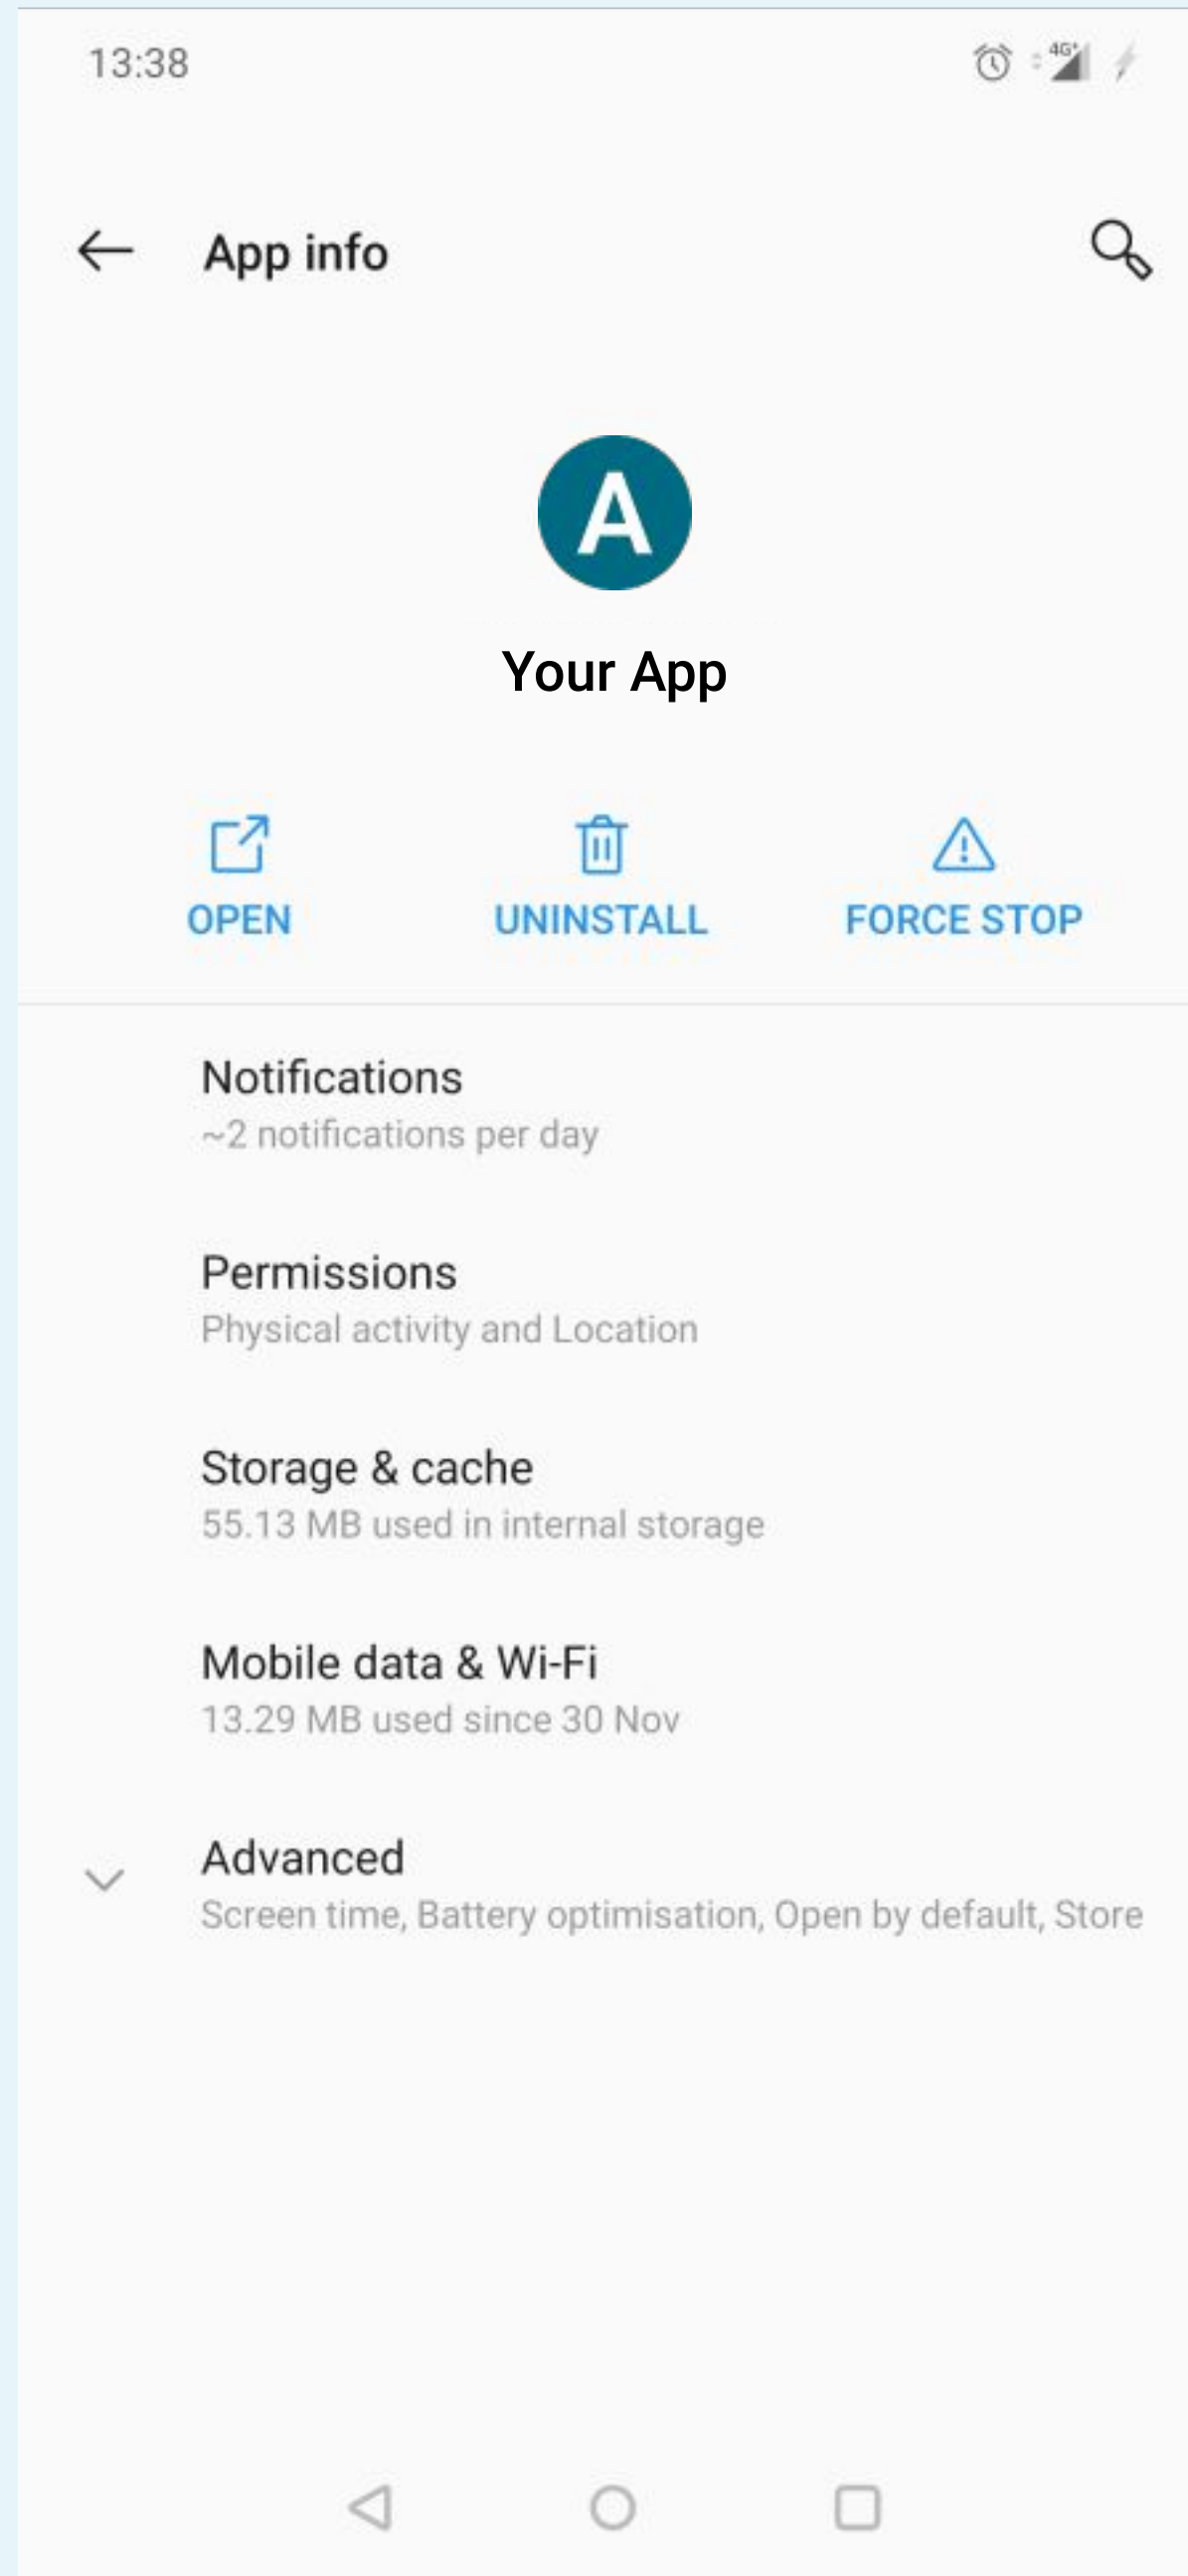 13:38
4G+
App info
A
Your App
OPEN
UNINSTALL
FORCE STOP
Notifications
~2 notifications per day
Permissions
Physical activity and Location
Storage & cache
55.13 MB used in internal storage
Mobile data & Wi-Fi
13.29 MB used since 30 Nov
Advanced
Screen time, Battery optimisation, Open by default, Store